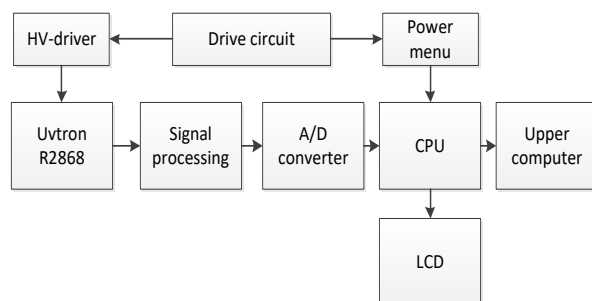 HV-driver
Drive circuit
Power
menu
Uvtron
R2868
Signal
processing
A/D
converter
CPU
Upper
computer
LCD